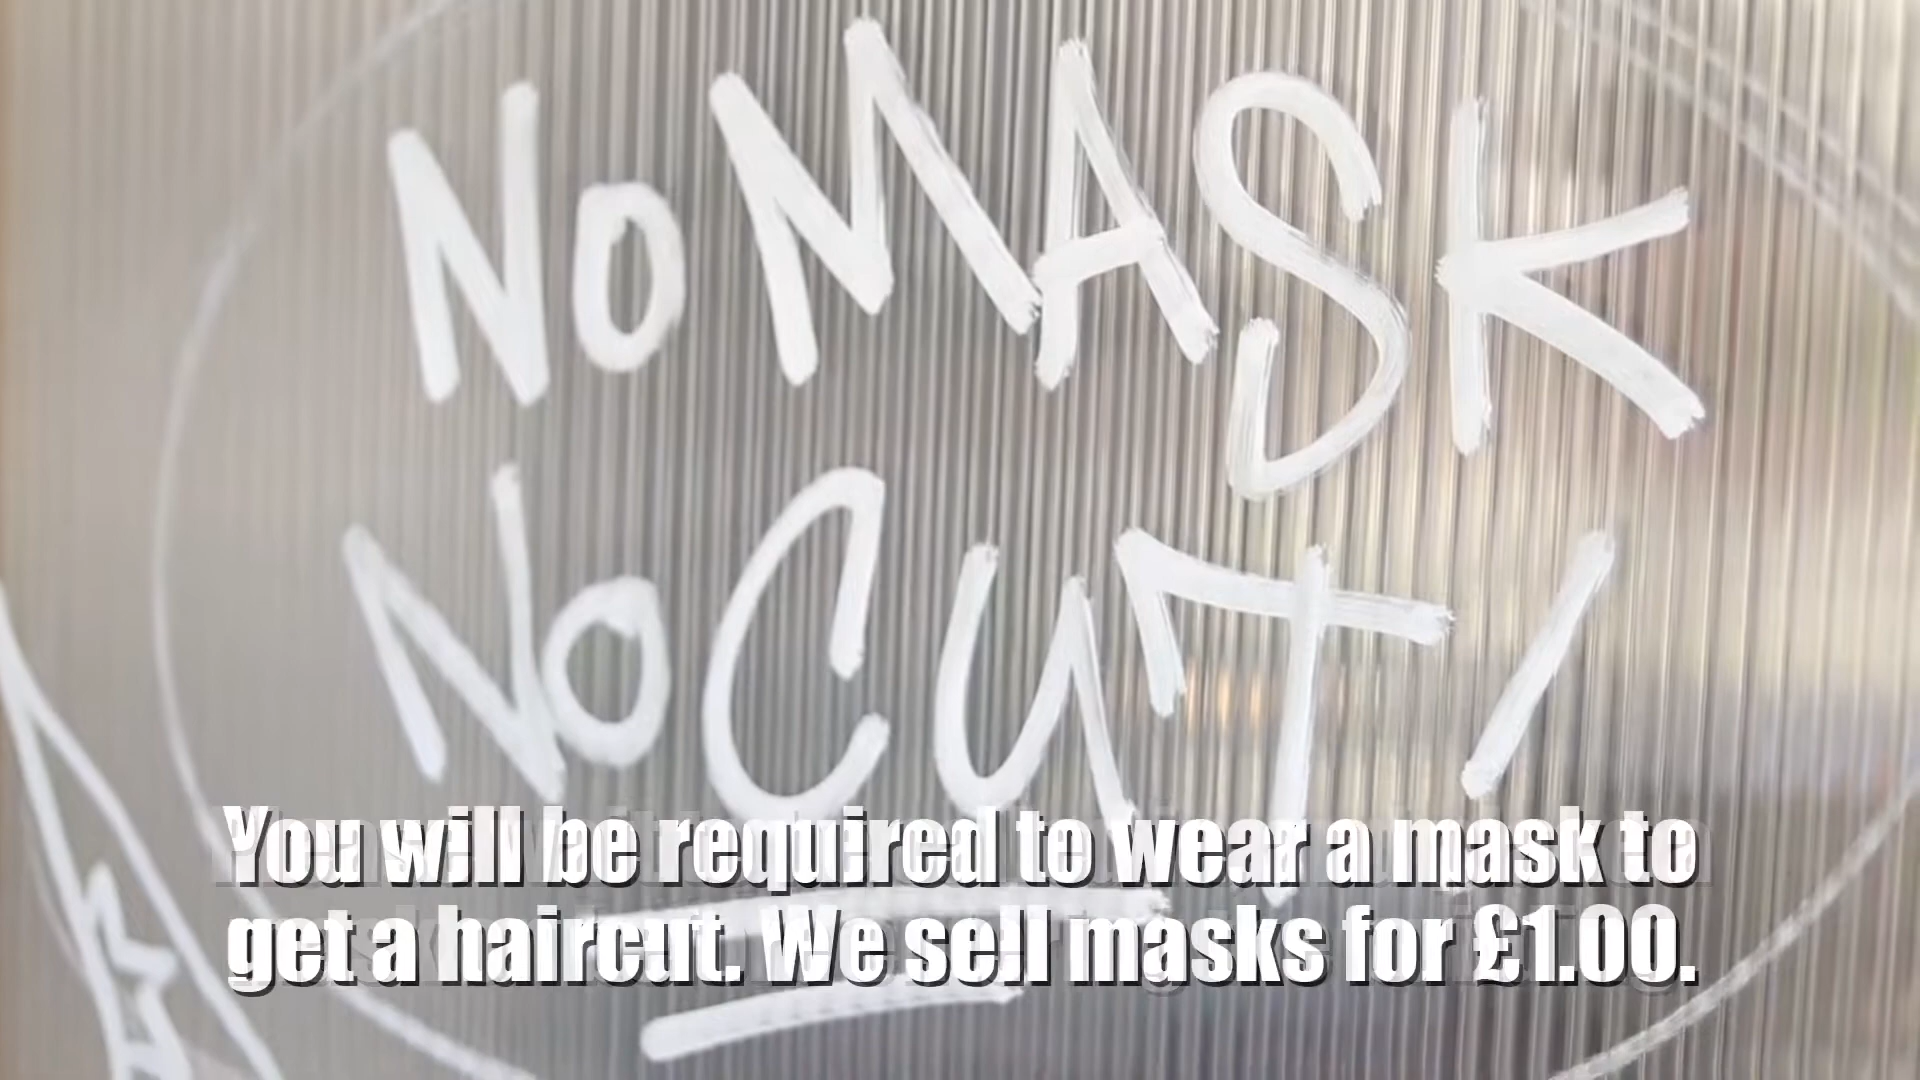 NO MASK
NO CUT!
You will be required to wear a mask to
get a haircut. We sell masks for £1.00.